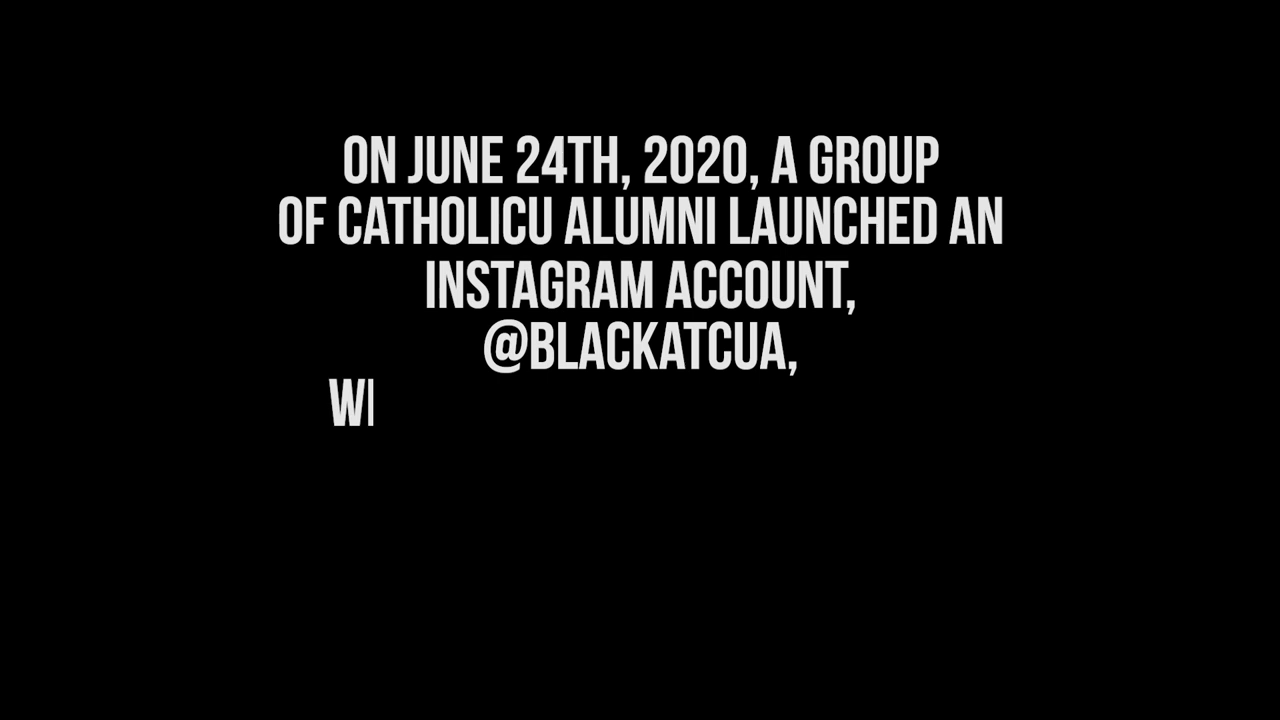 ON JUNE 24TH, 2020, A GROUP
OF CATHOLICU ALUMNI LAUNCHED AN
INSTAGRAM ACCOUNT,
@BLACKATCUA,